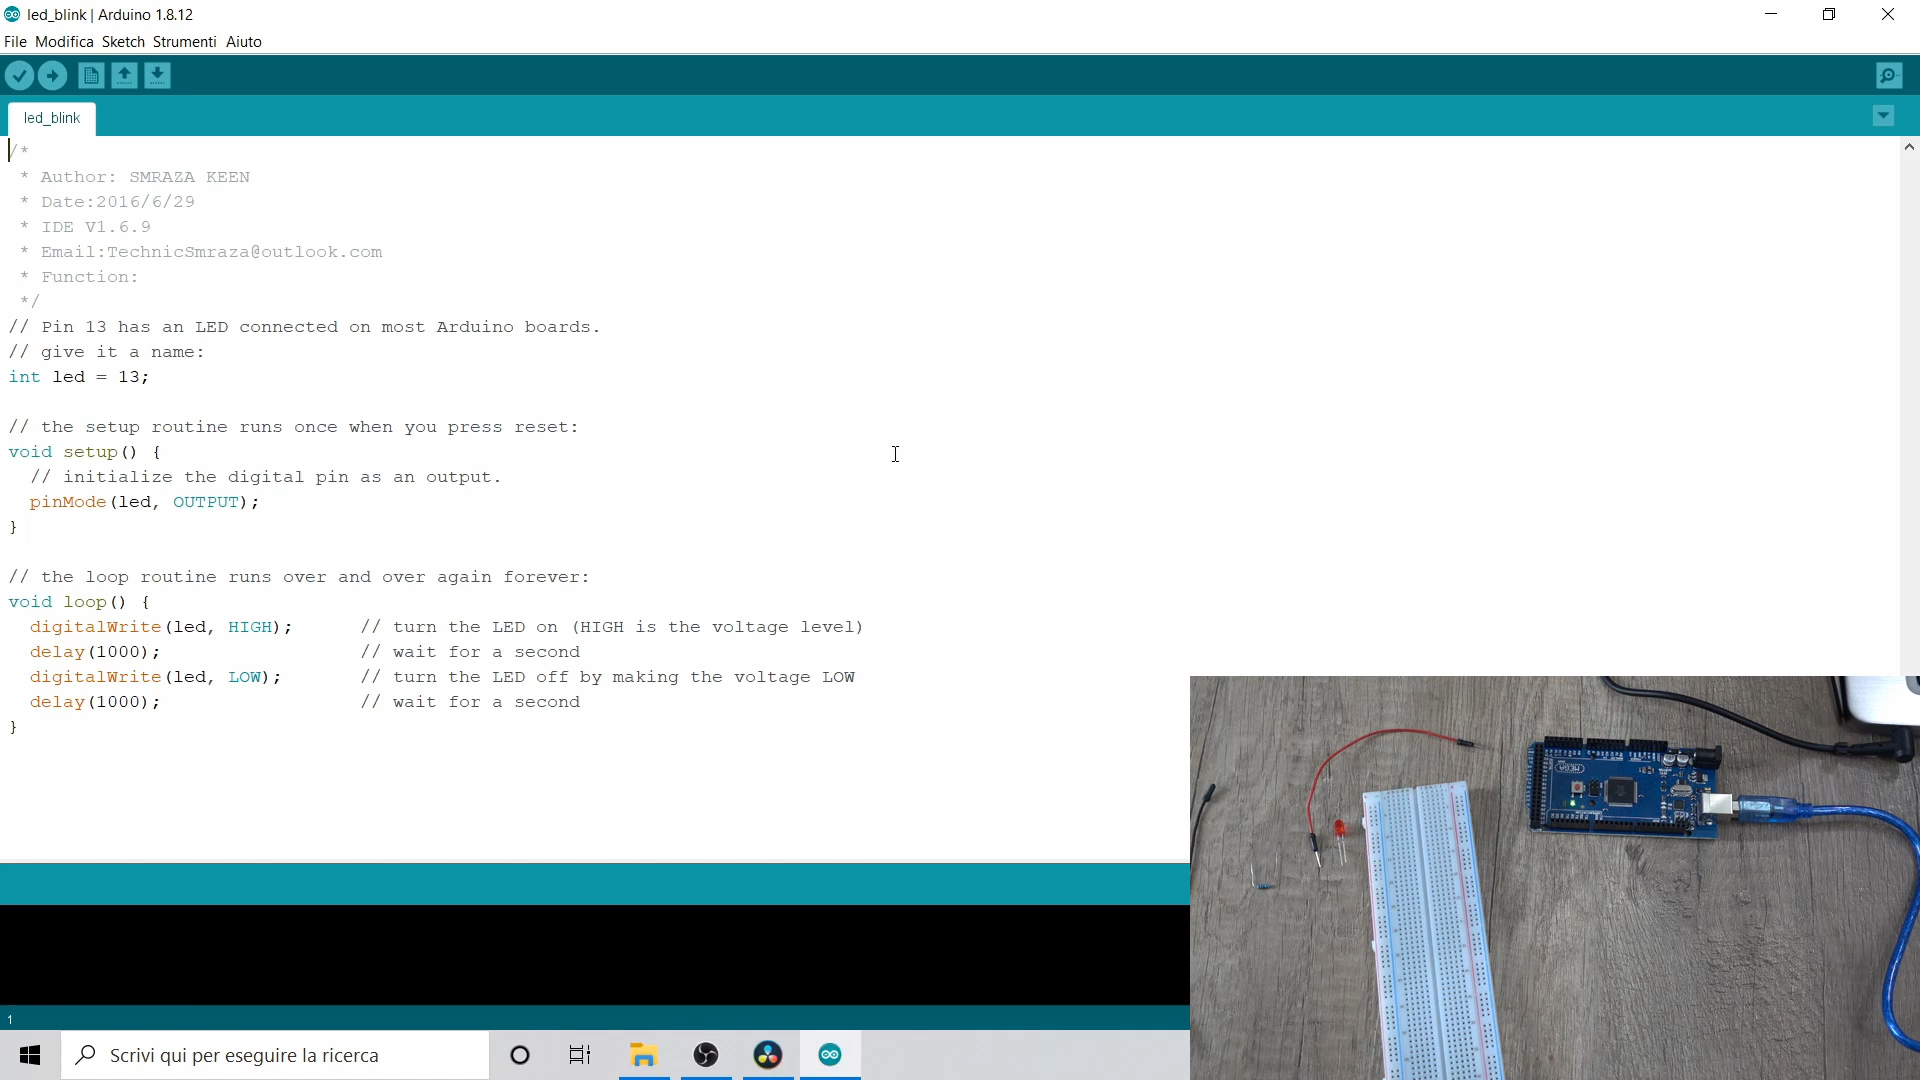 led_blink | Arduino 1.8.12
File Modifica Sketch Strumenti Aiuto
led_blink
/*
* Author: SMRAZA KEEN
* Date:2016/6/29
* IDE V1.6.9
* Email:TechnicSmraza@outlook.com
* Function:
*/
// Pin 13 has an LED connected on most Arduino boards.
// give it a name:
int led = 13;
// the setup routine runs once when you press reset:
void setup() {
// initialize the digital pin as an output.
pinMode(led, OUTPUT);
}
// the loop routine runs over and over again forever:
void loop() {
digitalWrite(led, HIGH); // turn the LED on (HIGH is the voltage level)
delay(1000); // wait for a second
digitalWrite(led, LOW); // turn the LED off by making the voltage LOW
delay(1000); // wait for a second
}
MEGA
1
Scrivi qui per eseguire la ricerca